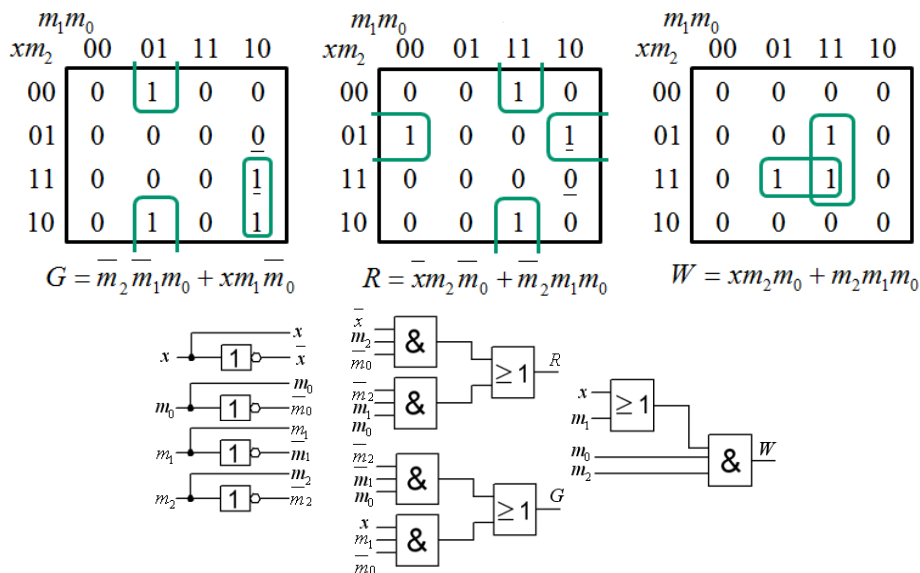 m₁m₀ m₁m₀ m₁m₀
xm₂ 00 01 11 10 xm₂ 00 01 11 10 xm₂ 00 01 11 10
00 0 1 0 0 00 0 0 1 0 00 0 0 0 0
01 0 0 0 0 01 1 0 0 1 01 0 0 1 0
11 0 0 0 1 11 0 0 0 0 11 0 1 1 0
10 0 1 0 1 10 0 0 1 0 10 0 0 0 0
G = m̅₂m̅₁m₀ + xm₁m̅₀ R = x̅m₂m̅₀ + m̅₂m₁m₀ W = xm₂m₀ + m₂m₁m₀
x 1 x
x̅
m₀ 1 m₀
m̅₀
m₁ 1 m₁
m̅₁
m₂ 1 m₂
m̅₂
x̅
m₂ &
m̅₀
≥1 R
m̅₂
m₁ &
m₀
m̅₂
m̅₁ &
m₀
≥1 G
x
m₁ &
m̅₀
x
≥1
m₁
m₀
& W
m₂